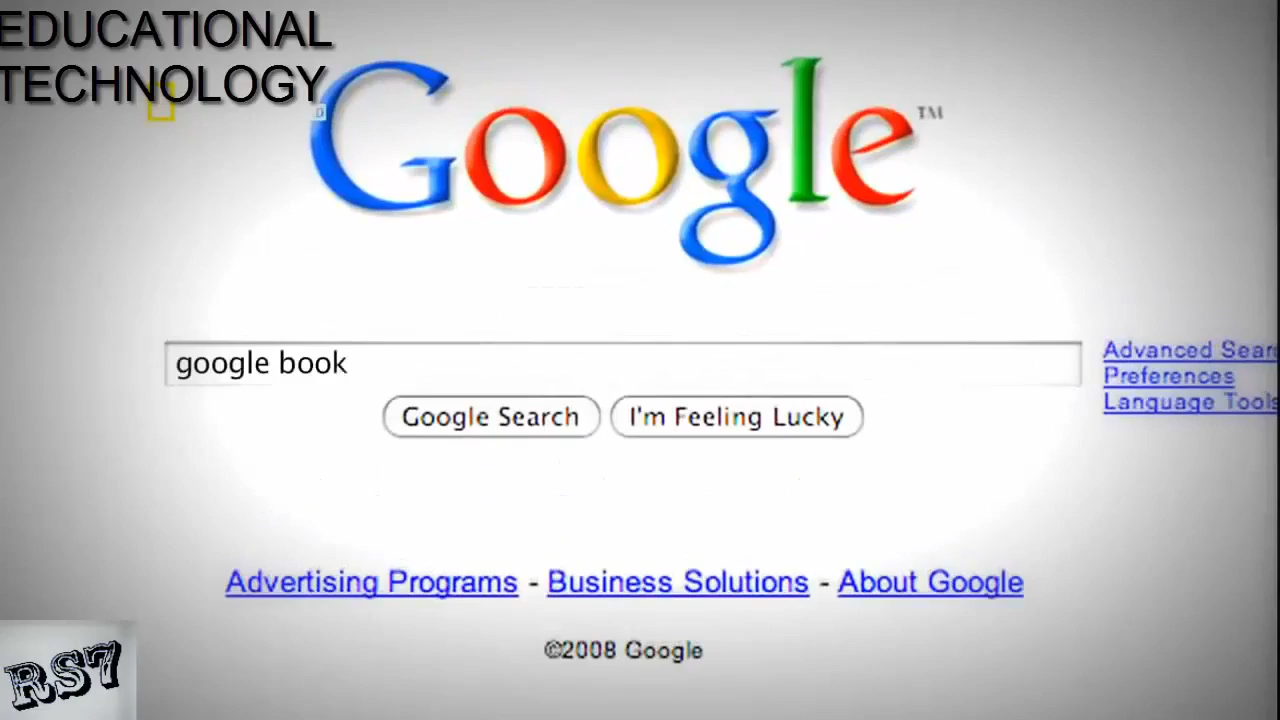 EDUCATIONAL
TECHNOLOGY
Google™
google book
Advanced Sear
Preferences
Language Tools
Google Search
I'm Feeling Lucky
Advertising Programs - Business Solutions - About Google
©2008 Google
RS7